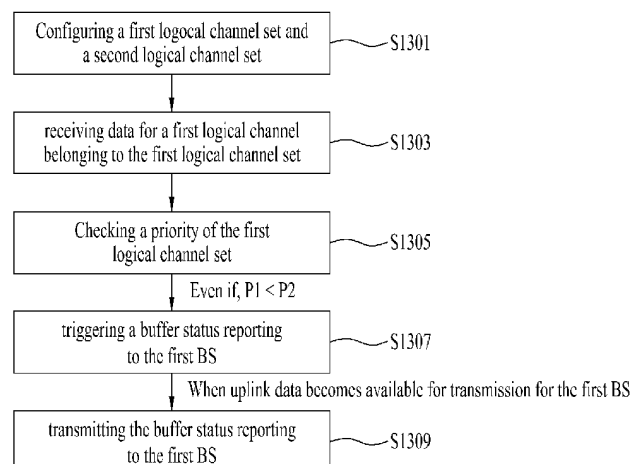 Configuring a first logocal channel set and
a second logical channel set
S1301
receiving data for a first logical channel
belonging to the first logical channel set
S1303
Checking a priority of the first
logical channel set
S1305
Even if, P1 < P2
triggering a buffer status reporting
to the first BS
S1307
When uplink data becomes available for transmission for the first BS
transmitting the buffer status reporting
to the first BS
S1309